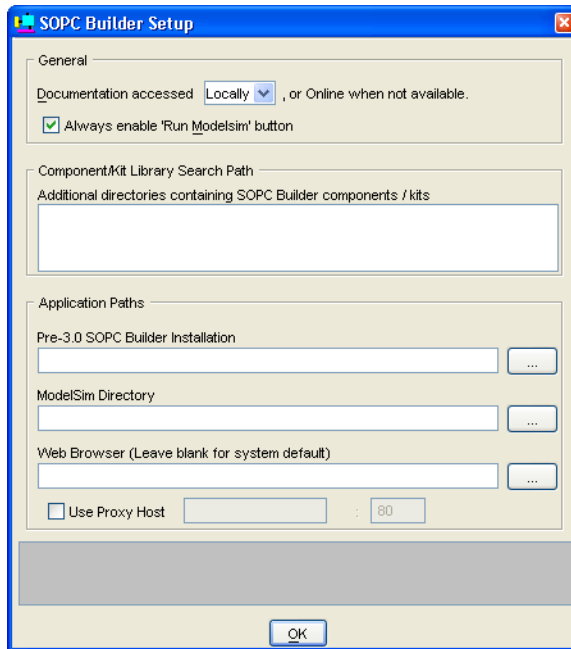 SOPC Builder Setup
General
Documentation accessed Locally , or Online when not available.
Always enable 'Run Modelsim' button
Component/Kit Library Search Path
Additional directories containing SOPC Builder components / kits
Application Paths
Pre-3.0 SOPC Builder Installation
...
ModelSim Directory
...
Web Browser (Leave blank for system default)
...
Use Proxy Host : 80
OK